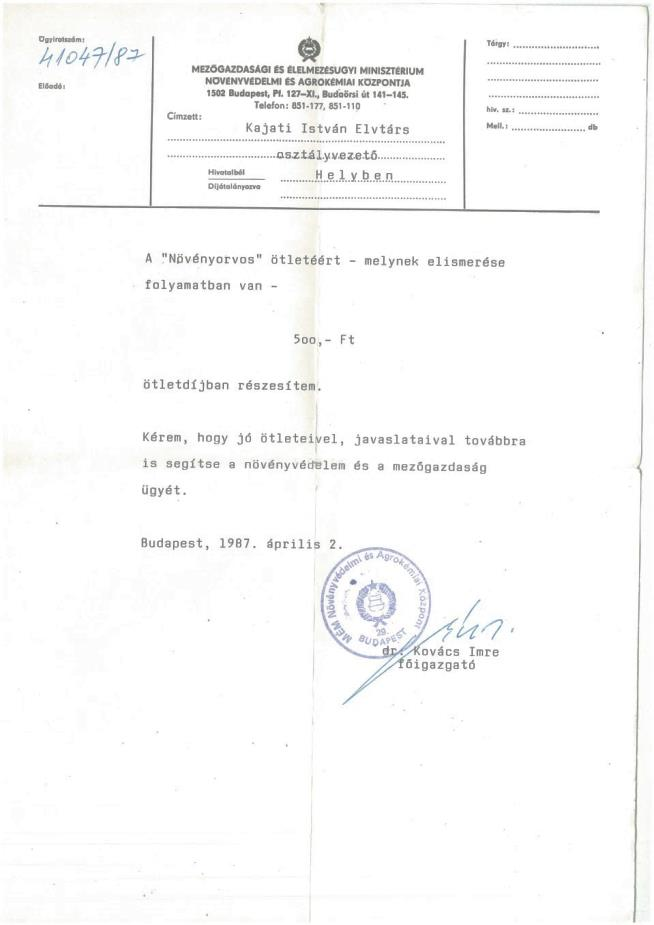 Ügyiratszám:
41047/87
Előadó:
MEZŐGAZDASÁGI ÉS ÉLELMEZÉSUGYI MINISZTÉRIUM
NÖVÉNYVÉDELMI ÉS AGROKÉMIAI KÖZPONTJA
1502 Budapest, Pf. 127–XI., Budaörsi út 141–145.
Telefon: 851-177, 851-110
Címzett:
Kajati István Elvtárs
osztályvezető
Hivatalból
Díjátalányozva
Helyben
Tárgy:
hiv. sz.:
Mell.: db
A "Növényorvos" ötletéért - melynek elismerése
folyamatban van -
5oo,- Ft
ötletdíjban részesítem.
Kérem, hogy jó ötleteivel, javaslataival továbbra
is segítse a növényvédelem és a mezőgazdaság
ügyét.
Budapest, 1987. április 2.
MÉM Növényvédelmi és Agrokémiai Központ
29.
BUDAPEST
dr. Kovács Imre
főigazgató